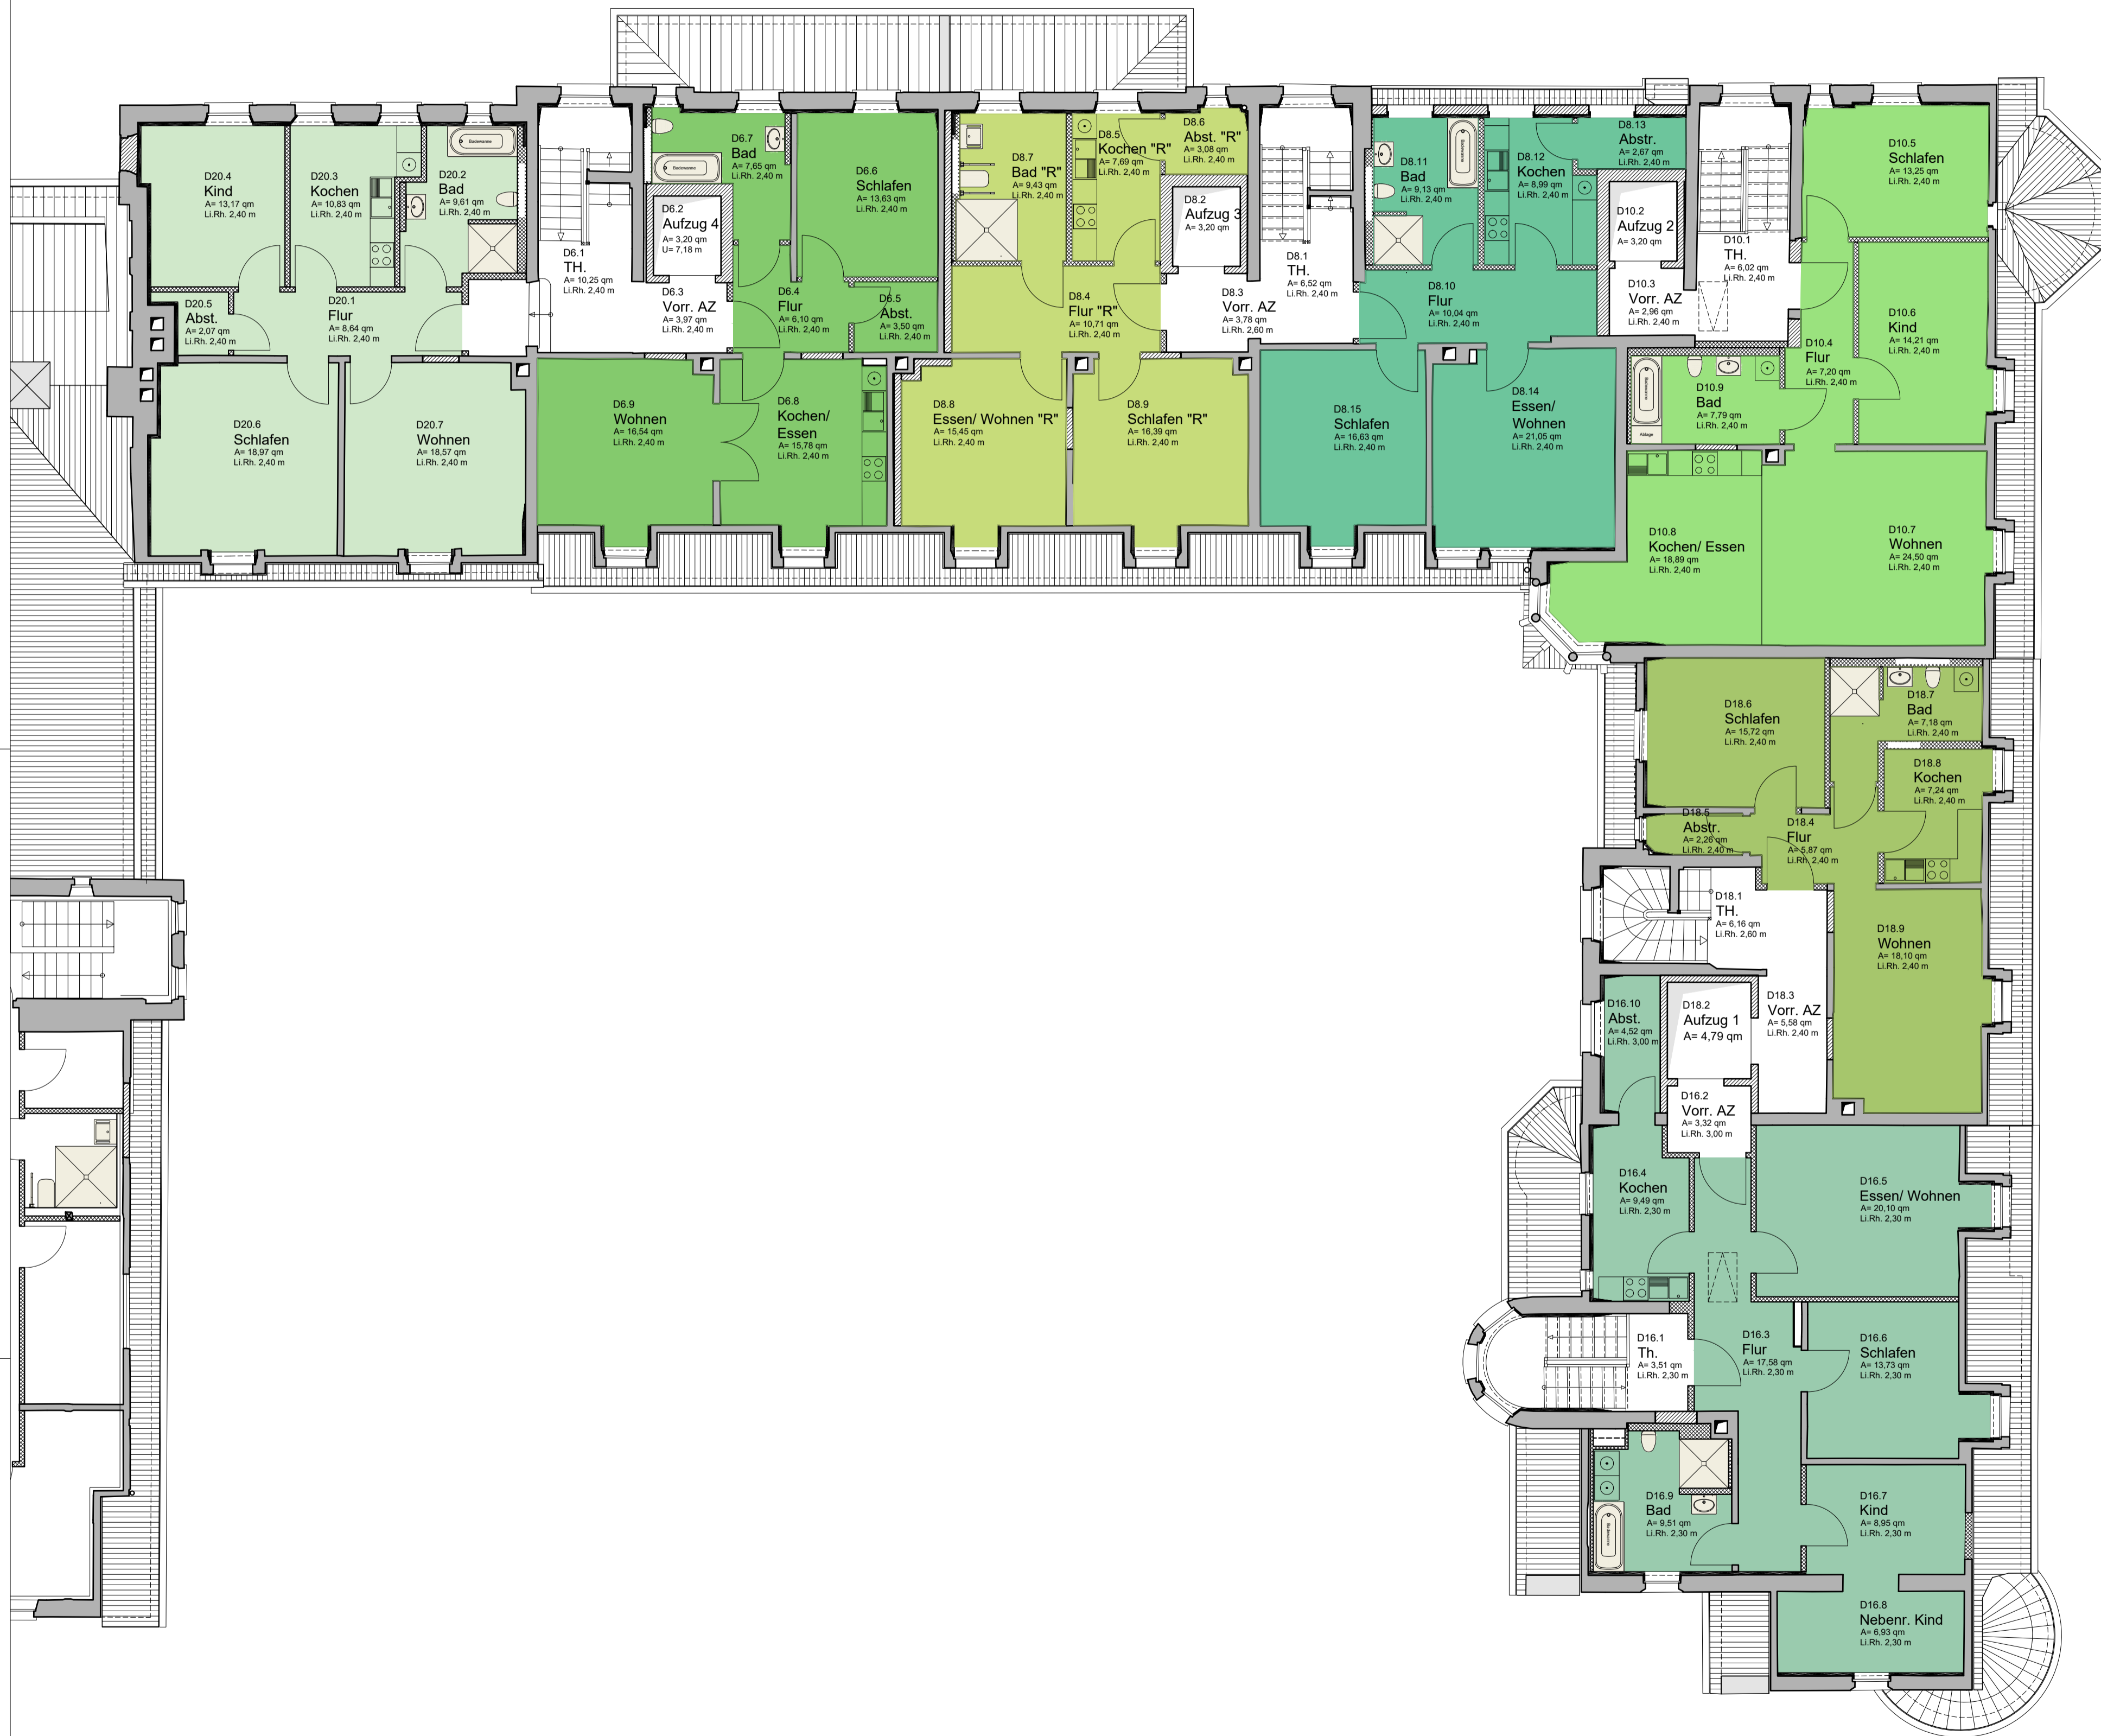 D20.4
Kind
A= 13,17 qm
Li.Rh. 2,40 m
D20.3
Kochen
A= 10,83 qm
Li.Rh. 2,40 m
D20.2
Bad
A= 9,61 qm
Li.Rh. 2,40 m
Badewanne
D20.5
Abst.
A= 2,07 qm
Li.Rh. 2,40 m
D20.1
Flur
A= 8,64 qm
Li.Rh. 2,40 m
D20.6
Schlafen
A= 18,97 qm
Li.Rh. 2,40 m
D20.7
Wohnen
A= 18,57 qm
Li.Rh. 2,40 m
D6.1
TH.
A= 10,25 qm
Li.Rh. 2,40 m
D6.7
Bad
A= 7,65 qm
Li.Rh. 2,40 m
Badewanne
D6.2
Aufzug 4
A= 3,20 qm
U= 7,18 m
D6.3
Vorr. AZ
A= 3,97 qm
Li.Rh. 2,40 m
D6.6
Schlafen
A= 13,63 qm
Li.Rh. 2,40 m
D6.4
Flur
A= 6,10 qm
Li.Rh. 2,40 m
D6.5
Abst.
A= 3,50 qm
Li.Rh. 2,40 m
D6.9
Wohnen
A= 16,54 qm
Li.Rh. 2,40 m
D6.8
Kochen/
Essen
A= 15,78 qm
Li.Rh. 2,40 m
D8.7
Bad "R"
A= 9,43 qm
Li.Rh. 2,40 m
D8.5
Kochen "R"
A= 7,69 qm
Li.Rh. 2,40 m
D8.6
Abst. "R"
A= 3,08 qm
Li.Rh. 2,40 m
D8.2
Aufzug 3
A= 3,20 qm
D8.4
Flur "R"
A= 10,71 qm
Li.Rh. 2,40 m
D8.3
Vorr. AZ
A= 3,78 qm
Li.Rh. 2,60 m
D8.1
TH.
A= 6,52 qm
Li.Rh. 2,40 m
D8.8
Essen/ Wohnen "R"
A= 15,45 qm
Li.Rh. 2,40 m
D8.9
Schlafen "R"
A= 16,39 qm
Li.Rh. 2,40 m
D8.11
Bad
A= 9,13 qm
Li.Rh. 2,40 m
Badewanne
D8.12
Kochen
A= 8,99 qm
Li.Rh. 2,40 m
D8.13
Abstr.
A= 2,67 qm
Li.Rh. 2,40 m
D8.10
Flur
A= 10,04 qm
Li.Rh. 2,40 m
D8.15
Schlafen
A= 16,63 qm
Li.Rh. 2,40 m
D8.14
Essen/
Wohnen
A= 21,05 qm
Li.Rh. 2,40 m
D10.2
Aufzug 2
A= 3,20 qm
D10.3
Vorr. AZ
A= 2,96 qm
Li.Rh. 2,40 m
D10.1
TH.
A= 6,02 qm
Li.Rh. 2,40 m
D10.5
Schlafen
A= 13,25 qm
Li.Rh. 2,40 m
D10.6
Kind
A= 14,21 qm
Li.Rh. 2,40 m
D10.4
Flur
A= 7,20 qm
Li.Rh. 2,40 m
D10.9
Bad
A= 7,79 qm
Li.Rh. 2,40 m
Badewanne
Ablage
D10.8
Kochen/ Essen
A= 18,89 qm
Li.Rh. 2,40 m
D10.7
Wohnen
A= 24,50 qm
Li.Rh. 2,40 m
D18.6
Schlafen
A= 15,72 qm
Li.Rh. 2,40 m
D18.7
Bad
A= 7,18 qm
Li.Rh. 2,40 m
D18.8
Kochen
A= 7,24 qm
Li.Rh. 2,40 m
D18.5
Abstr.
A= 2,26 qm
Li.Rh. 2,40 m
D18.4
Flur
A= 5,87 qm
Li.Rh. 2,40 m
D18.1
TH.
A= 6,16 qm
Li.Rh. 2,60 m
D18.9
Wohnen
A= 18,10 qm
Li.Rh. 2,40 m
D16.10
Abst.
A= 4,52 qm
Li.Rh. 3,00 m
D18.2
Aufzug 1
A= 4,79 qm
D18.3
Vorr. AZ
A= 5,58 qm
Li.Rh. 2,40 m
D16.2
Vorr. AZ
A= 3,32 qm
Li.Rh. 3,00 m
D16.4
Kochen
A= 9,49 qm
Li.Rh. 2,30 m
D16.5
Essen/ Wohnen
A= 20,10 qm
Li.Rh. 2,30 m
D16.1
Th.
A= 3,51 qm
Li.Rh. 2,30 m
D16.3
Flur
A= 17,58 qm
Li.Rh. 2,30 m
D16.6
Schlafen
A= 13,73 qm
Li.Rh. 2,30 m
D16.9
Bad
A= 9,51 qm
Li.Rh. 2,30 m
Badewanne
D16.7
Kind
A= 8,95 qm
Li.Rh. 2,30 m
D16.8
Nebenr. Kind
A= 6,93 qm
Li.Rh. 2,30 m